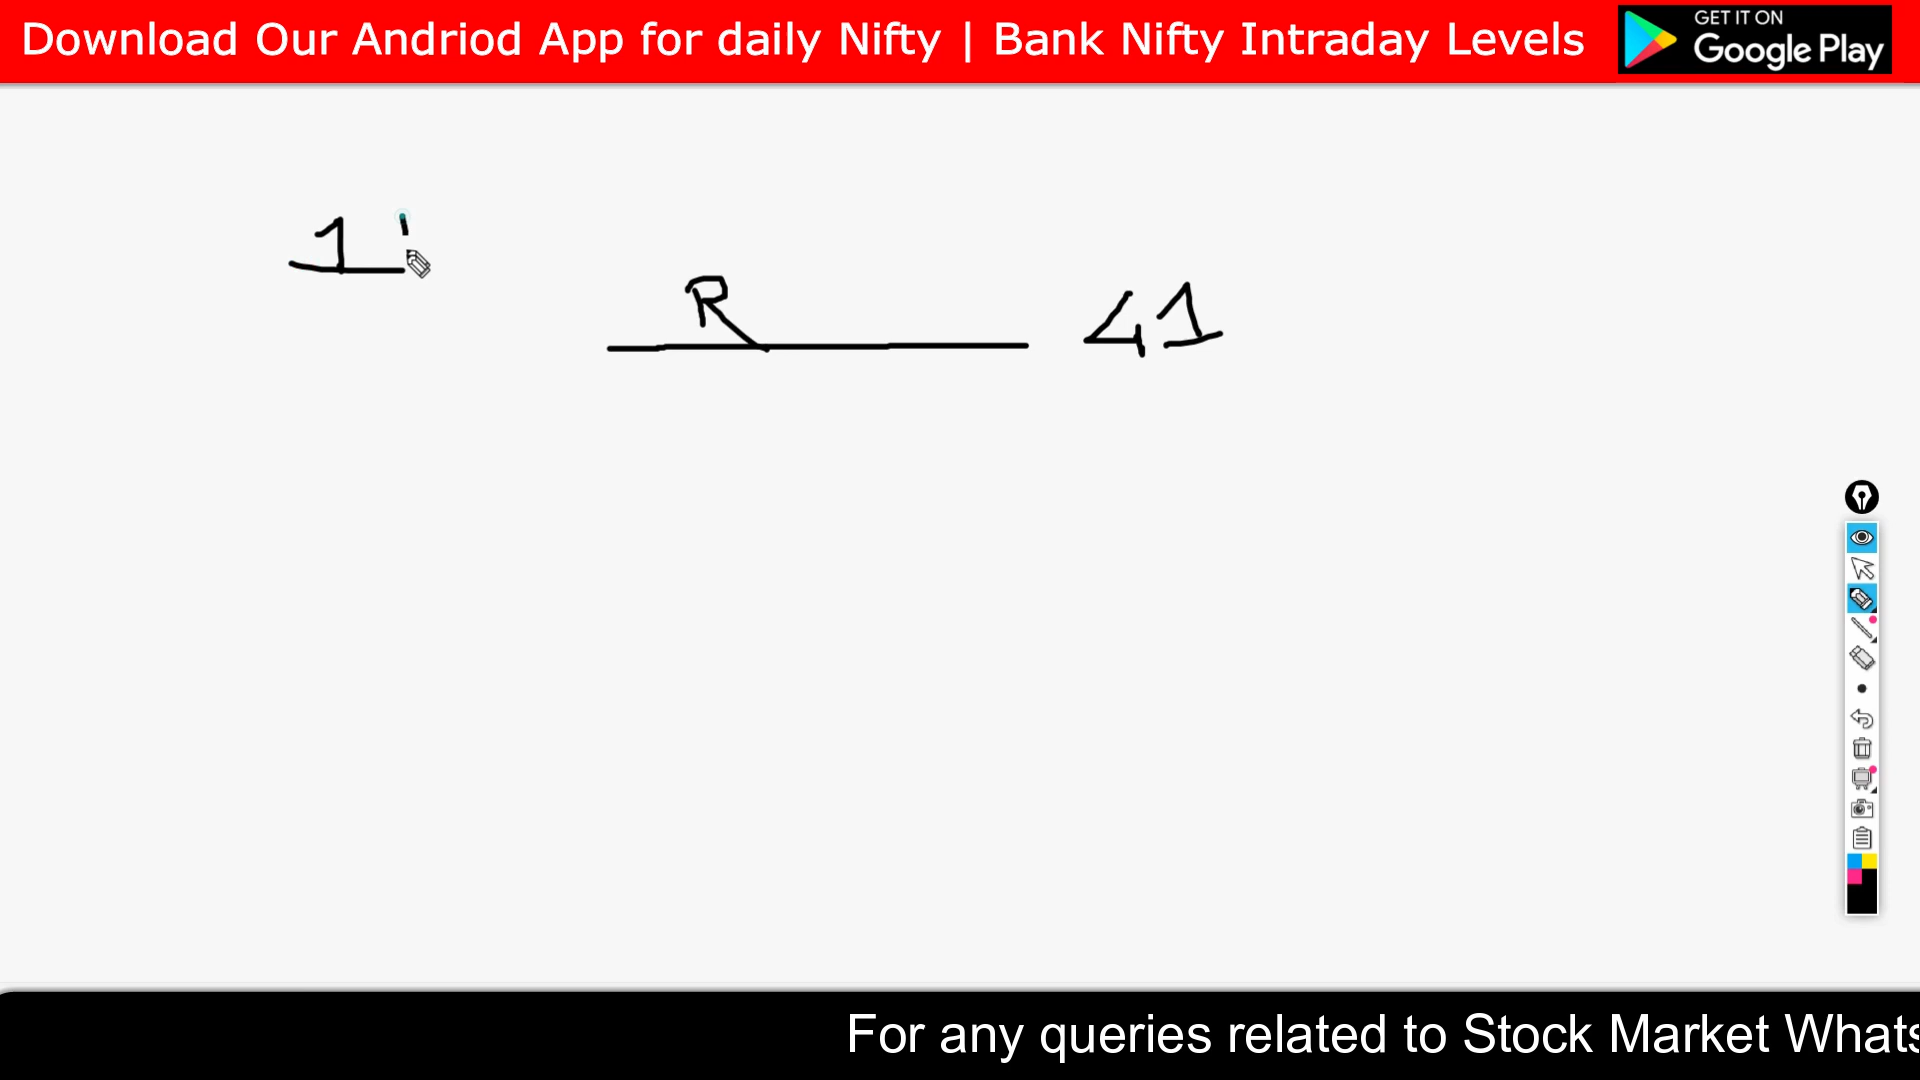 Download Our Andriod App for daily Nifty | Bank Nifty Intraday Levels
GET IT ON
Google Play
1
R
41
For any queries related to Stock Market Whats